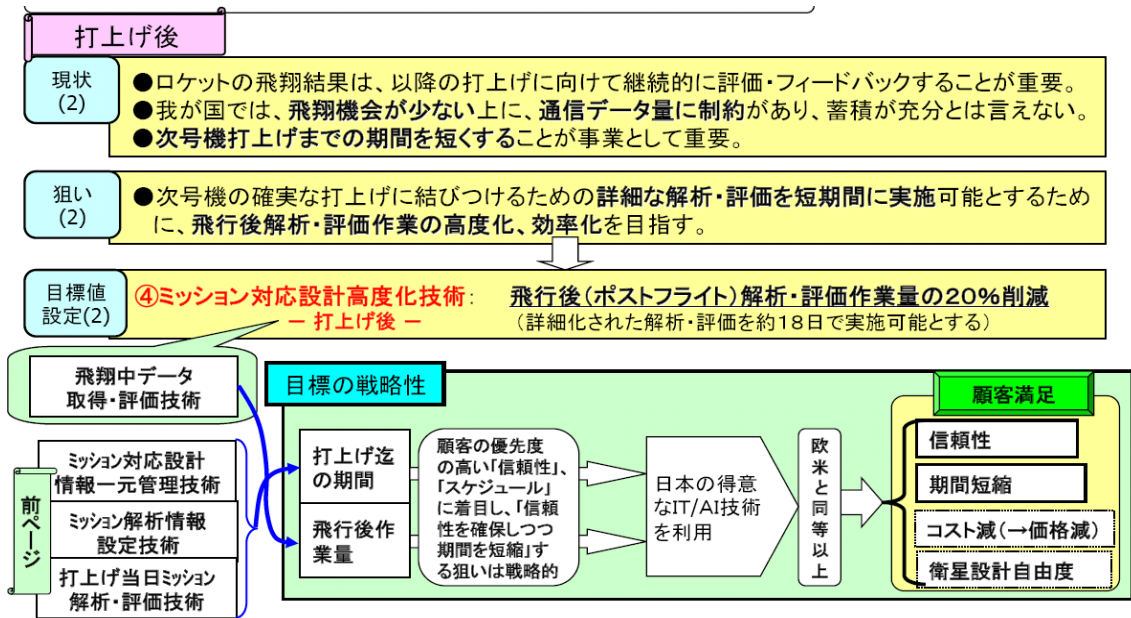 打上げ後
現状
(2)
●ロケットの飛翔結果は、以降の打上げに向けて継続的に評価・フィードバックすることが重要。
●我が国では、飛翔機会が少ない上に、通信データ量に制約があり、蓄積が充分とは言えない。
●次号機打上げまでの期間を短くすることが事業として重要。
狙い
(2)
●次号機の確実な打上げに結びつけるための詳細な解析・評価を短期間に実施可能とするため
に、飛行後解析・評価作業の高度化、効率化を目指す。
目標値
設定(2)
④ミッション対応設計高度化技術: 飛行後(ポストフライト)解析・評価作業量の20%削減
― 打上げ後 ―
(詳細化された解析・評価を約18日で実施可能とする)
飛翔中データ
取得・評価技術
前ページ
ミッション対応設計
情報一元管理技術
ミッション解析情報
設定技術
打上げ当日ミッション
解析・評価技術
目標の戦略性
打上げ迄
の期間
飛行後作
業量
顧客の優先度
の高い「信頼性」、
「スケジュール」
に着目し、「信頼
性を確保しつつ
期間を短縮」す
る狙いは戦略的
日本の得意
なIT/AI技術
を利用
欧米と同等以上
顧客満足
信頼性
期間短縮
コスト減(→価格減)
衛星設計自由度